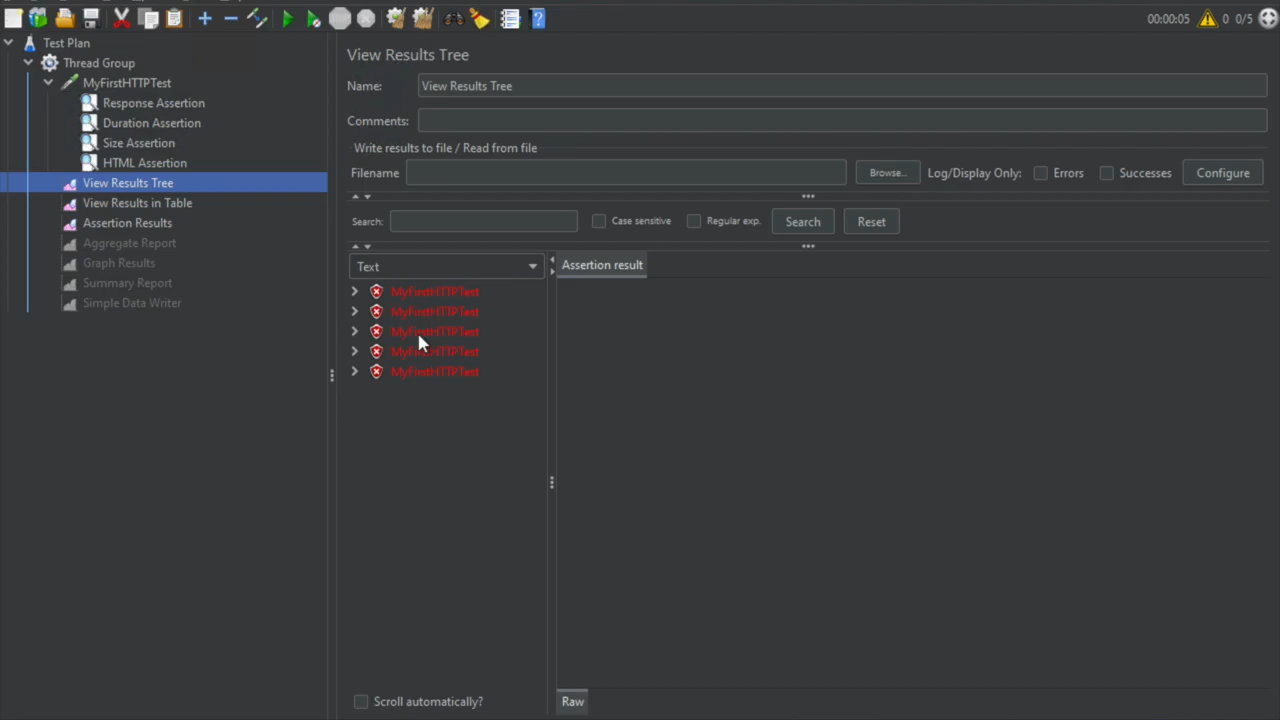 00:00:05 0 0/5
Test Plan
Thread Group
MyFirstHTTPTest
Response Assertion
Duration Assertion
Size Assertion
HTML Assertion
View Results Tree
View Results in Table
Assertion Results
Aggregate Report
Graph Results
Summary Report
Simple Data Writer
View Results Tree
Name: View Results Tree
Comments:
Write results to file / Read from file
Filename Browse... Log/Display Only: Errors Successes Configure
Search: Case sensitive Regular exp. Search Reset
Text
MyFirstHTTPTest
MyFirstHTTPTest
MyFirstHTTPTest
MyFirstHTTPTest
MyFirstHTTPTest
Scroll automatically?
Assertion result
Raw